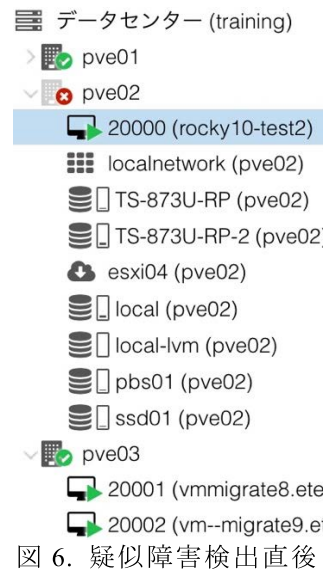 データセンター (training)
pve01
pve02
20000 (rocky10-test2)
localnetwork (pve02)
TS-873U-RP (pve02)
TS-873U-RP-2 (pve02
esxi04 (pve02)
local (pve02)
local-lvm (pve02)
pbs01 (pve02)
ssd01 (pve02)
pve03
20001 (vmmigrate8.ete
20002 (vm--migrate9.et
図 6. 疑似障害検出直後